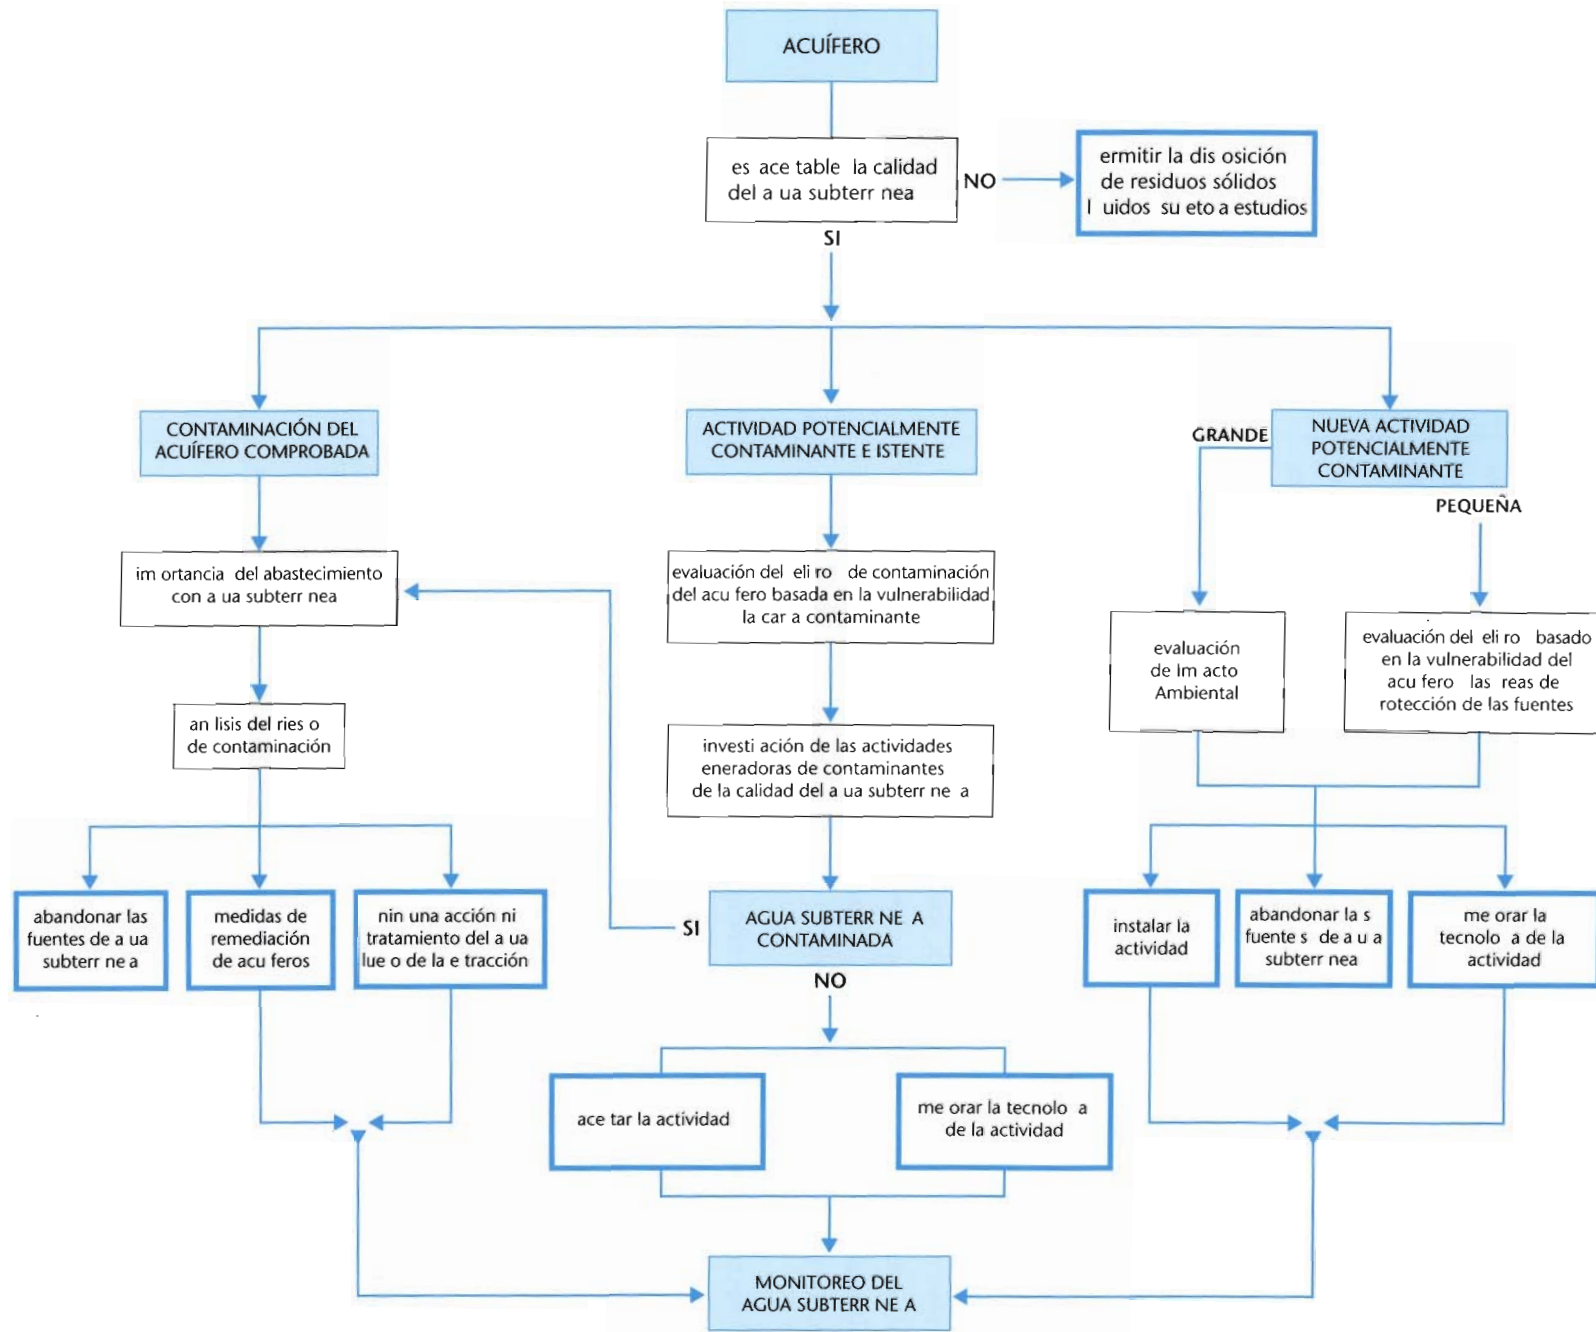 ACUÍFERO
es ace table la calidad
del a ua subterr nea
NO
ermitir la dis osición
de residuos sólidos
l uidos su eto a estudios
SI
CONTAMINACIÓN DEL
ACUÍFERO COMPROBADA
ACTIVIDAD POTENCIALMENTE
CONTAMINANTE E ISTENTE
GRANDE
NUEVA ACTIVIDAD
POTENCIALMENTE
CONTAMINANTE
PEQUEÑA
im ortancia del abastecimiento
con a ua subterr nea
evaluación del eli ro de contaminación
del acu fero basada en la vulnerabilidad
la car a contaminante
evaluación
de Im acto
Ambiental
evaluación del eli ro basado
en la vulnerabilidad del
acu fero las reas de
rotección de las fuentes
an lisis del ries o
de contaminación
investi ación de las actividades
eneradoras de contaminantes
de la calidad del a ua subterr ne a
abandonar las
fuentes de a ua
subterr ne a
medidas de
remediación
de acu feros
nin una acción ni
tratamiento del a ua
lue o de la e tracción
SI
AGUA SUBTERR NE A
CONTAMINADA
NO
instalar la
actividad
abandonar la s
fuente s de a u a
subterr nea
me orar la
tecnolo a de la
actividad
ace tar la actividad
me orar la tecnolo a
de la actividad
MONITOREO DEL
AGUA SUBTERR NE A